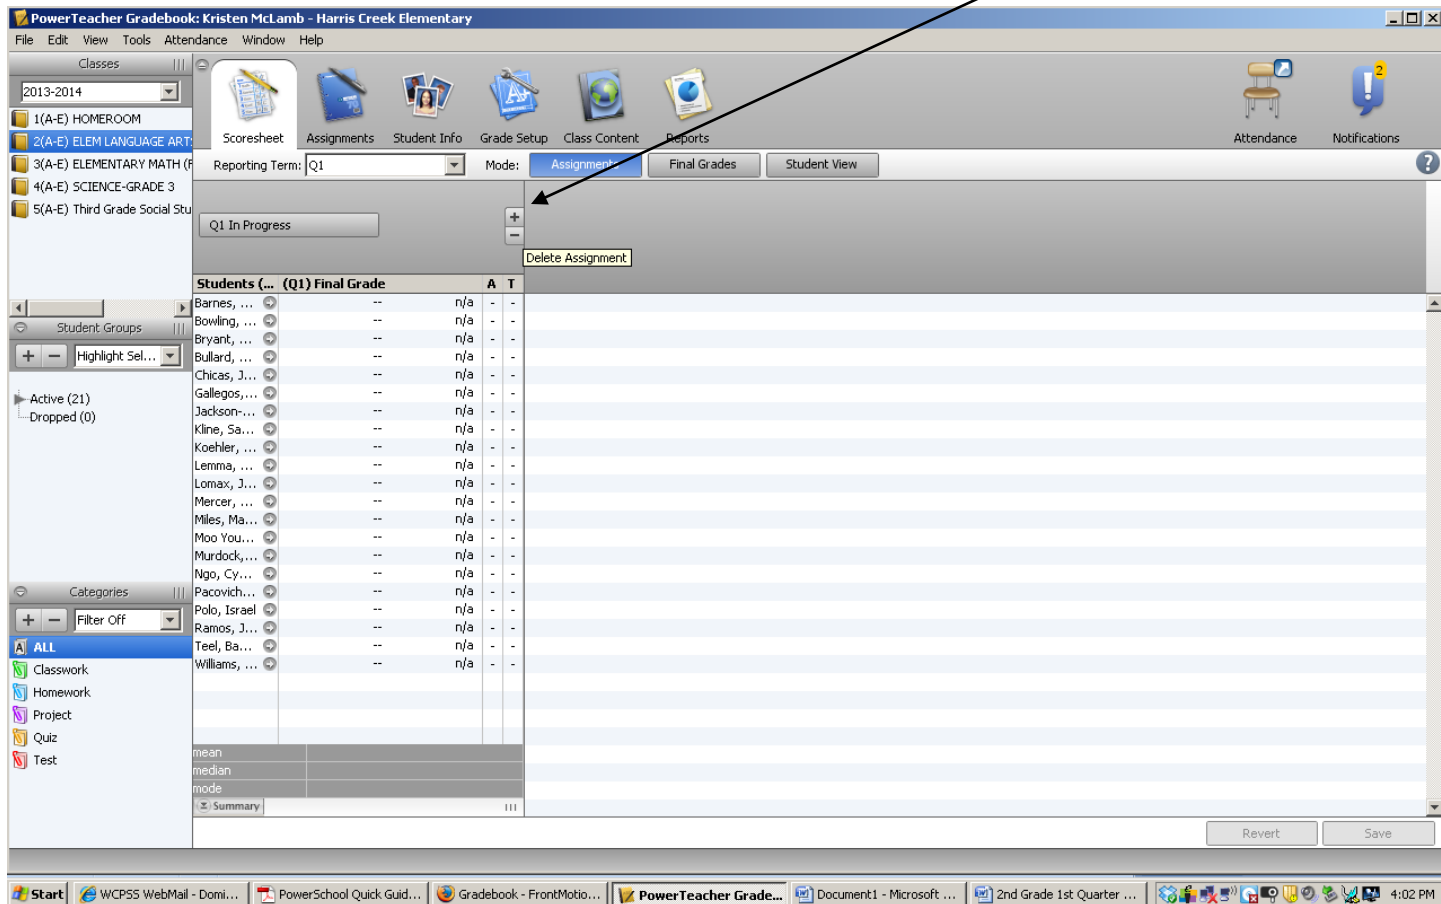 PowerTeacher Gradebook: Kristen McLamb - Harris Creek Elementary
File Edit View Tools Attendance Window Help
Classes
2013-2014
1(A-E) HOMEROOM
2(A-E) ELEM LANGUAGE ART
3(A-E) ELEMENTARY MATH (F
4(A-E) SCIENCE-GRADE 3
5(A-E) Third Grade Social Stu
Student Groups
Highlight Sel...
Active (21)
Dropped (0)
Categories
Filter Off
ALL
Classwork
Homework
Project
Quiz
Test
Scoresheet Assignments Student Info Grade Setup Class Content Reports
Attendance Notifications
2
Reporting Term: Q1 Mode: Assignments Final Grades Student View ?
Q1 In Progress
+
-
Delete Assignment
Students (... (Q1) Final Grade A T
Barnes, ... -- n/a - -
Bowling, ... -- n/a - -
Bryant, ... -- n/a - -
Bullard, ... -- n/a - -
Chicas, J... -- n/a - -
Gallegos,... -- n/a - -
Jackson-... -- n/a - -
Kline, Sa... -- n/a - -
Koehler, ... -- n/a - -
Lemma, ... -- n/a - -
Lomax, J... -- n/a - -
Mercer, ... -- n/a - -
Miles, Ma... -- n/a - -
Moo You... -- n/a - -
Murdock,... -- n/a - -
Ngo, Cy... -- n/a - -
Pacovich... -- n/a - -
Polo, Israel -- n/a - -
Ramos, J... -- n/a - -
Teel, Ba... -- n/a - -
Williams, ... -- n/a - -
mean
median
mode
Summary
Revert Save
Start WCPSS WebMail - Domi... PowerSchool Quick Guid... Gradebook - FrontMotio... PowerTeacher Grade... Document1 - Microsoft ... 2nd Grade 1st Quarter ... 4:02 PM